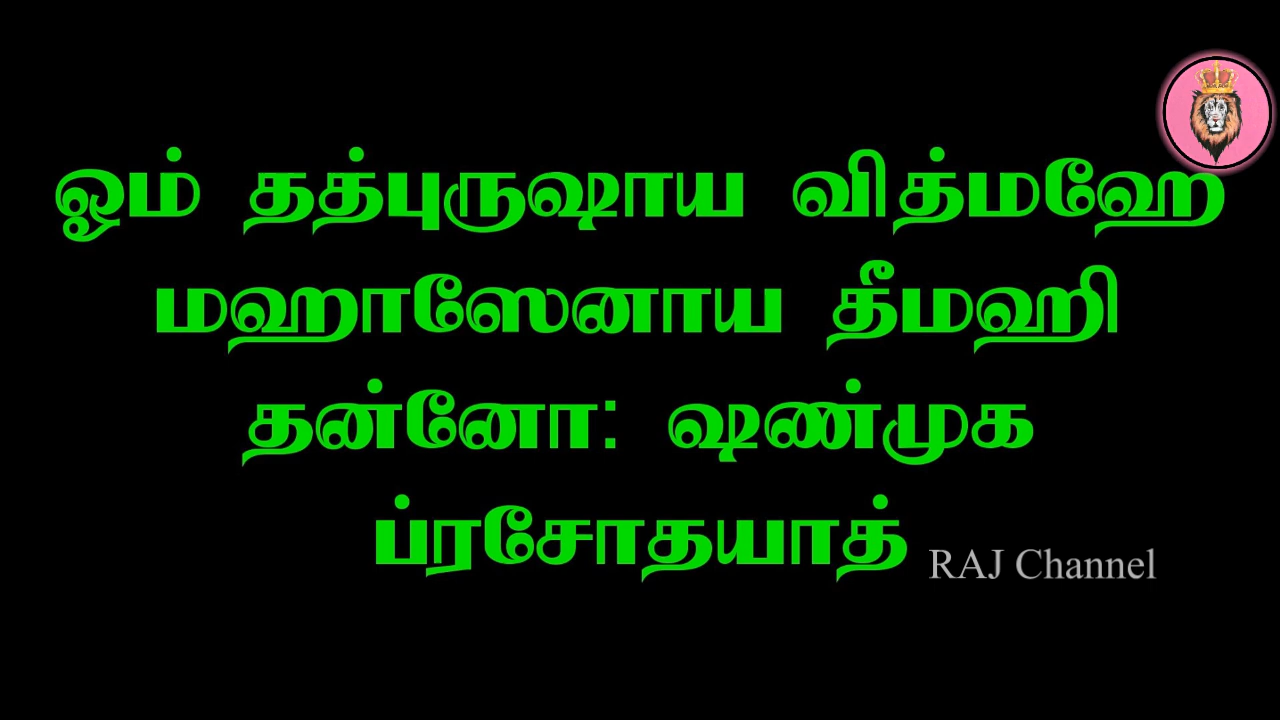 ஓம் தத்புருஷாய வித்மஹே
மஹாஸேனாய தீமஹி
தன்னோ: ஷண்முக
ப்ரசோதயாத்
RAJ Channel